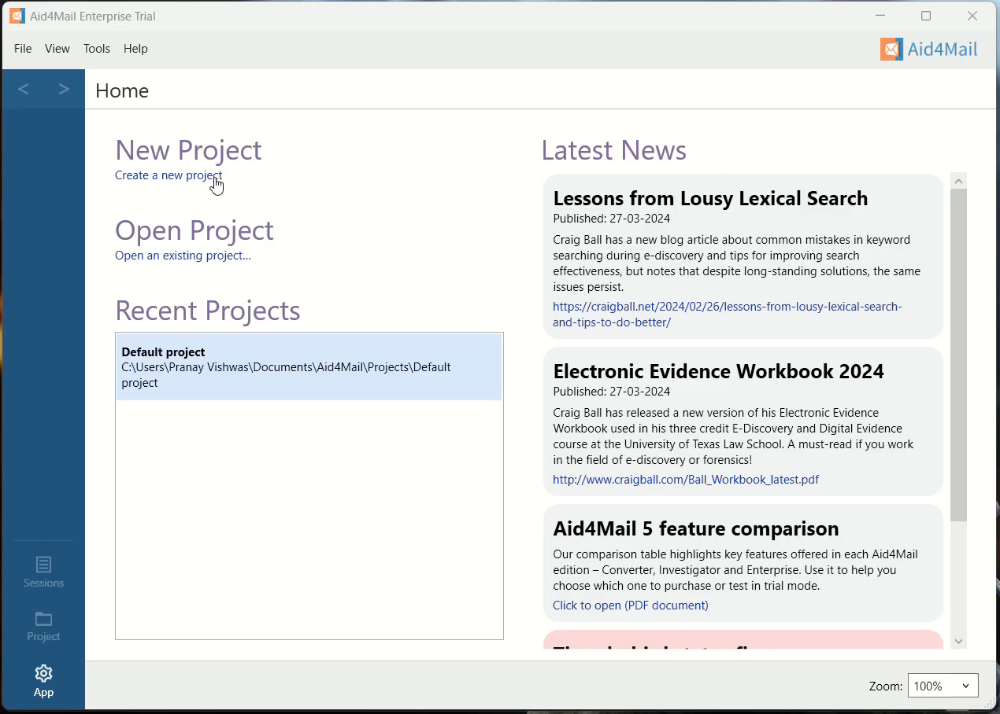 Aid4Mail Enterprise Trial
File View Tools Help
Aid4Mail
< >
Home
New Project
Create a new project
Open Project
Open an existing project...
Recent Projects
Default project
C:\Users\Pranay Vishwas\Documents\Aid4Mail\Projects\Default
project
Latest News
Lessons from Lousy Lexical Search
Published: 27-03-2024
Craig Ball has a new blog article about common mistakes in keyword
searching during e-discovery and tips for improving search
effectiveness, but notes that despite long-standing solutions, the same
issues persist.
https://craigball.net/2024/02/26/lessons-from-lousy-lexical-search-
and-tips-to-do-better/
Electronic Evidence Workbook 2024
Published: 27-03-2024
Craig Ball has released a new version of his Electronic Evidence
Workbook used in his three credit E-Discovery and Digital Evidence
course at the University of Texas Law School. A must-read if you work
in the field of e-discovery or forensics!
http://www.craigball.com/Ball_Workbook_latest.pdf
Aid4Mail 5 feature comparison
Our comparison table highlights key features offered in each Aid4Mail
edition – Converter, Investigator and Enterprise. Use it to help you
choose which one to purchase or test in trial mode.
Click to open (PDF document)
Sessions
Project
App
Zoom: 100%